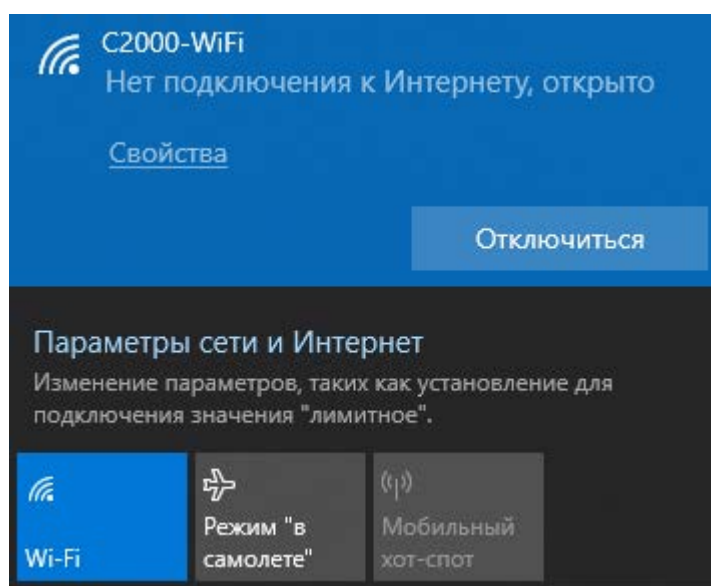 C2000-WiFi
Нет подключения к Интернету, открыто
Свойства
Отключиться
Параметры сети и Интернет
Изменение параметров, таких как установление для
подключения значения "лимитное".
Wi-Fi
Режим "в
самолете"
Мобильный
хот-спот